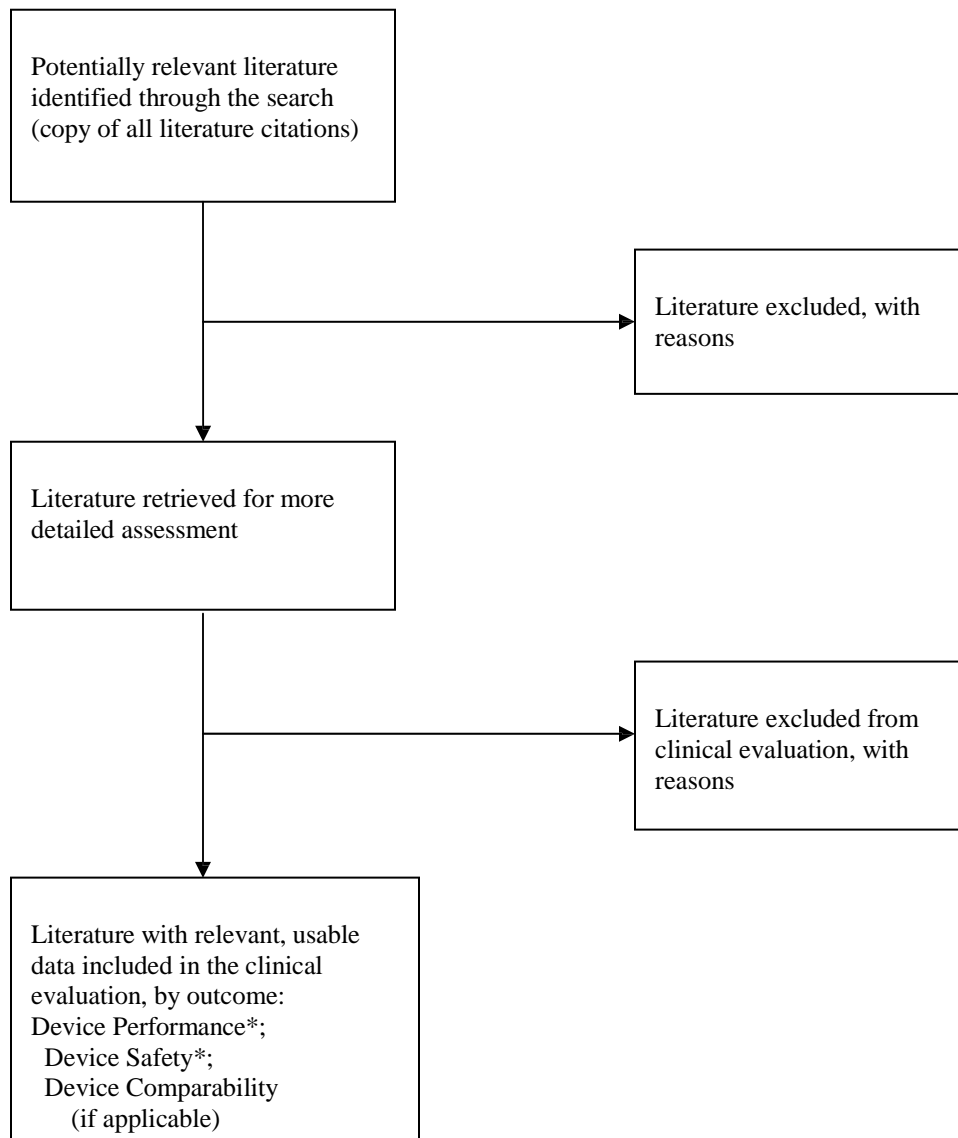 Potentially relevant literature
identified through the search
(copy of all literature citations)
Literature excluded, with
reasons
Literature retrieved for more
detailed assessment
Literature excluded from
clinical evaluation, with
reasons
Literature with relevant, usable
data included in the clinical
evaluation, by outcome:
Device Performance*;
Device Safety*;
Device Comparability
(if applicable)